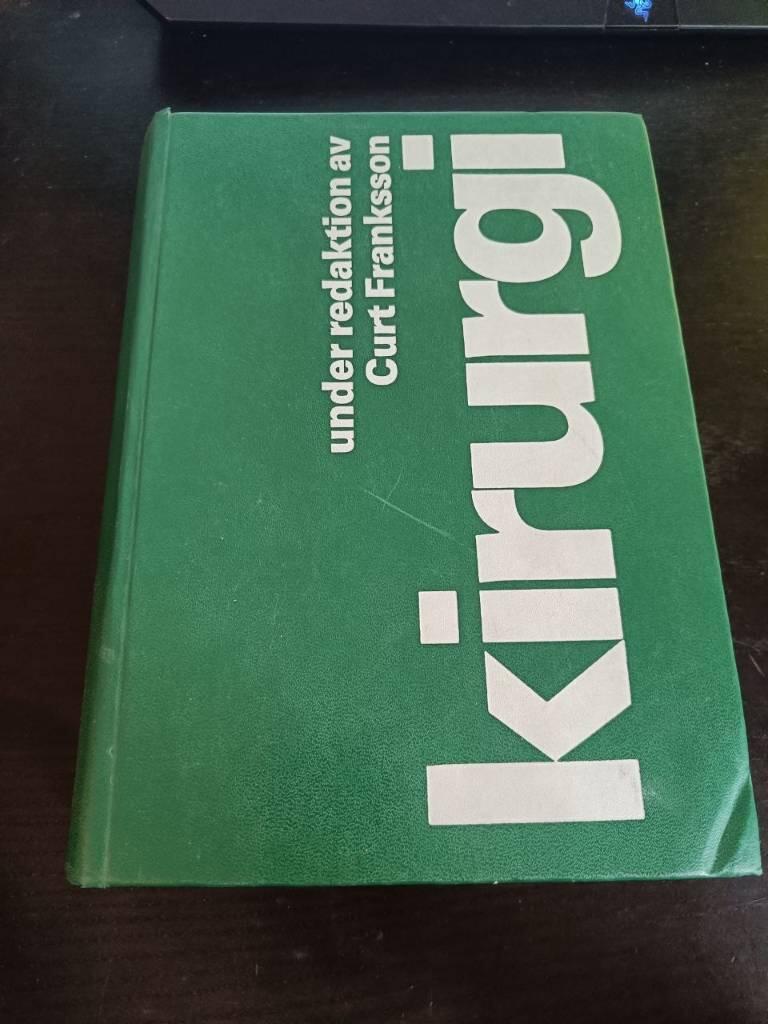 under redaktion av
Curt Franksson
kirurgi